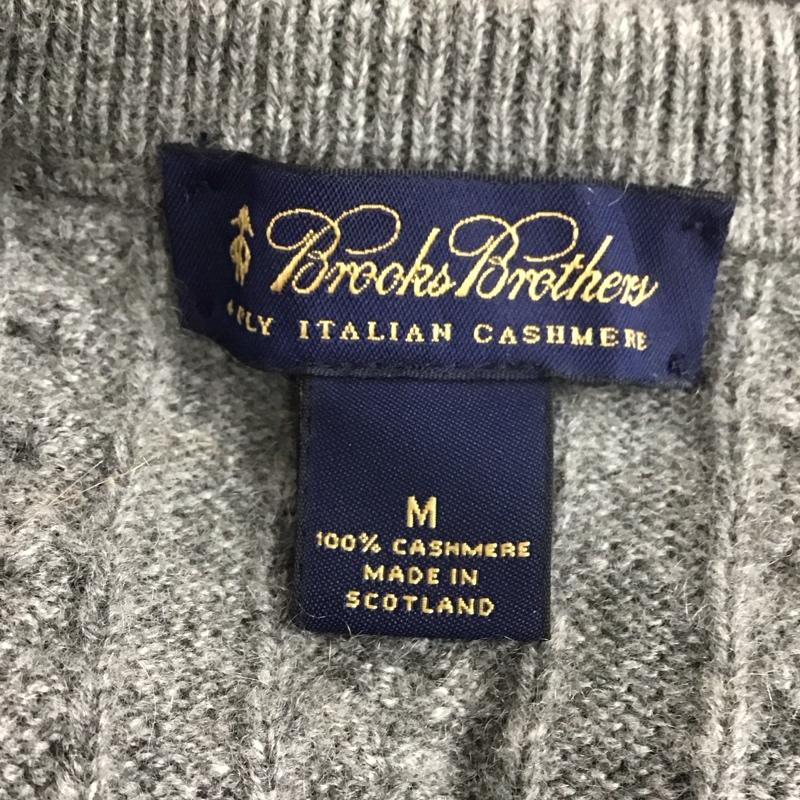 Brooks Brothers
4 PLY ITALIAN CASHMERE
M
100% CASHMERE
MADE IN
SCOTLAND